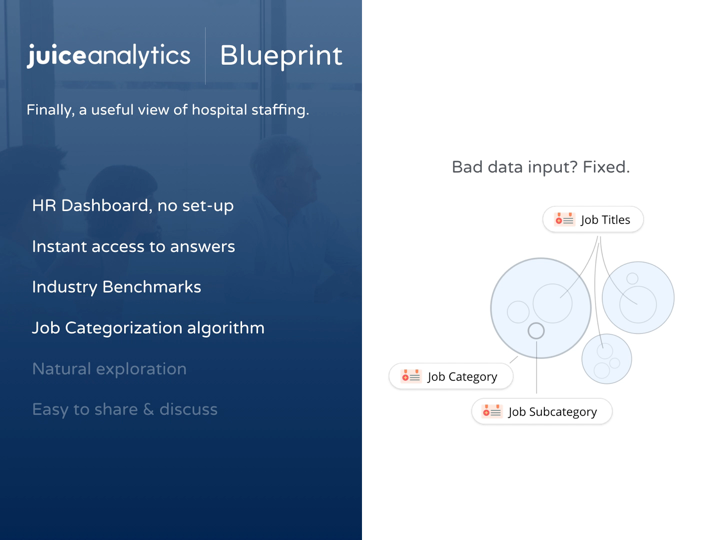 juiceanalytics | Blueprint
Finally, a useful view of hospital staffing.
HR Dashboard, no set-up
Instant access to answers
Industry Benchmarks
Job Categorization algorithm
Natural exploration
Easy to share & discuss
Bad data input? Fixed.
Job Titles
Job Category
Job Subcategory